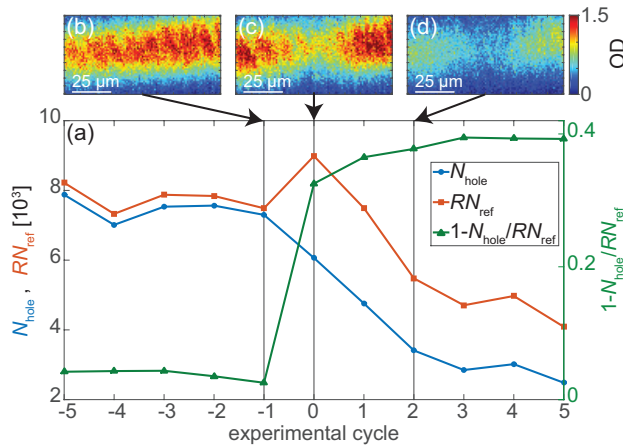 (b)
25 μm
(c)
25 μm
(d)
25 μm
1.5
0
OD
(a)
10
8
6
4
2
N_hole , RN_ref [10³]
N_hole
RN_ref
1-N_hole/RN_ref
0.4
0.2
0
1-N_hole/RN_ref
-5 -4 -3 -2 -1 0 1 2 3 4 5
experimental cycle